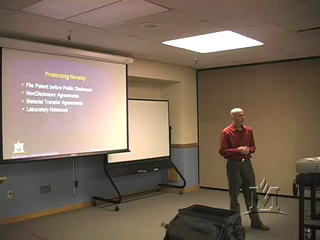 Protecting Novelty
File Patent before Public Disclosure
NonDisclosure Agreements
Material Transfer Agreements
Laboratory Notebook